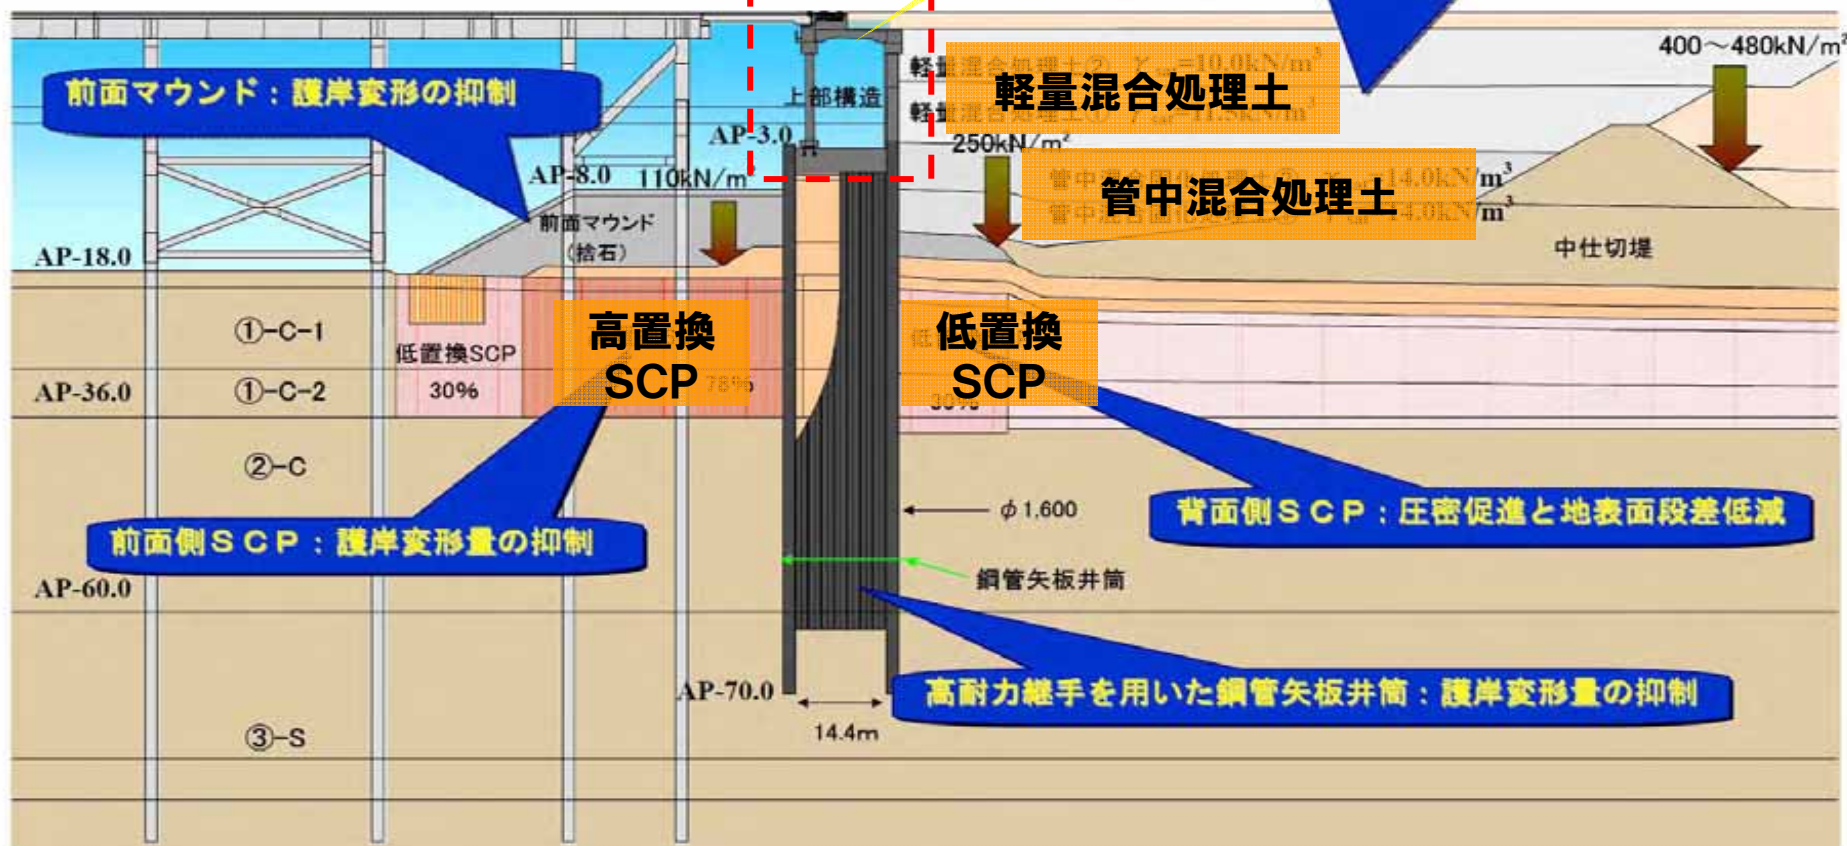 400～480kN/m²
前面マウンド：護岸変形の抑制
上部構造
軽量混合処理土
AP-3.0
250kN/m²
AP-8.0
110kN/m²
管中混合処理土
=14.0kN/m³
14.0kN/m³
前面マウンド
(捨石)
中仕切堤
AP-18.0
①-C-1
高置換
SCP
低置換
SCP
低置換SCP
30%
78%
30%
AP-36.0
①-C-2
②-C
φ1,600
背面側ＳＣＰ：圧密促進と地表面段差低減
前面側ＳＣＰ：護岸変形量の抑制
鋼管矢板井筒
AP-60.0
AP-70.0
高耐力継手を用いた鋼管矢板井筒：護岸変形量の抑制
14.4m
③-S